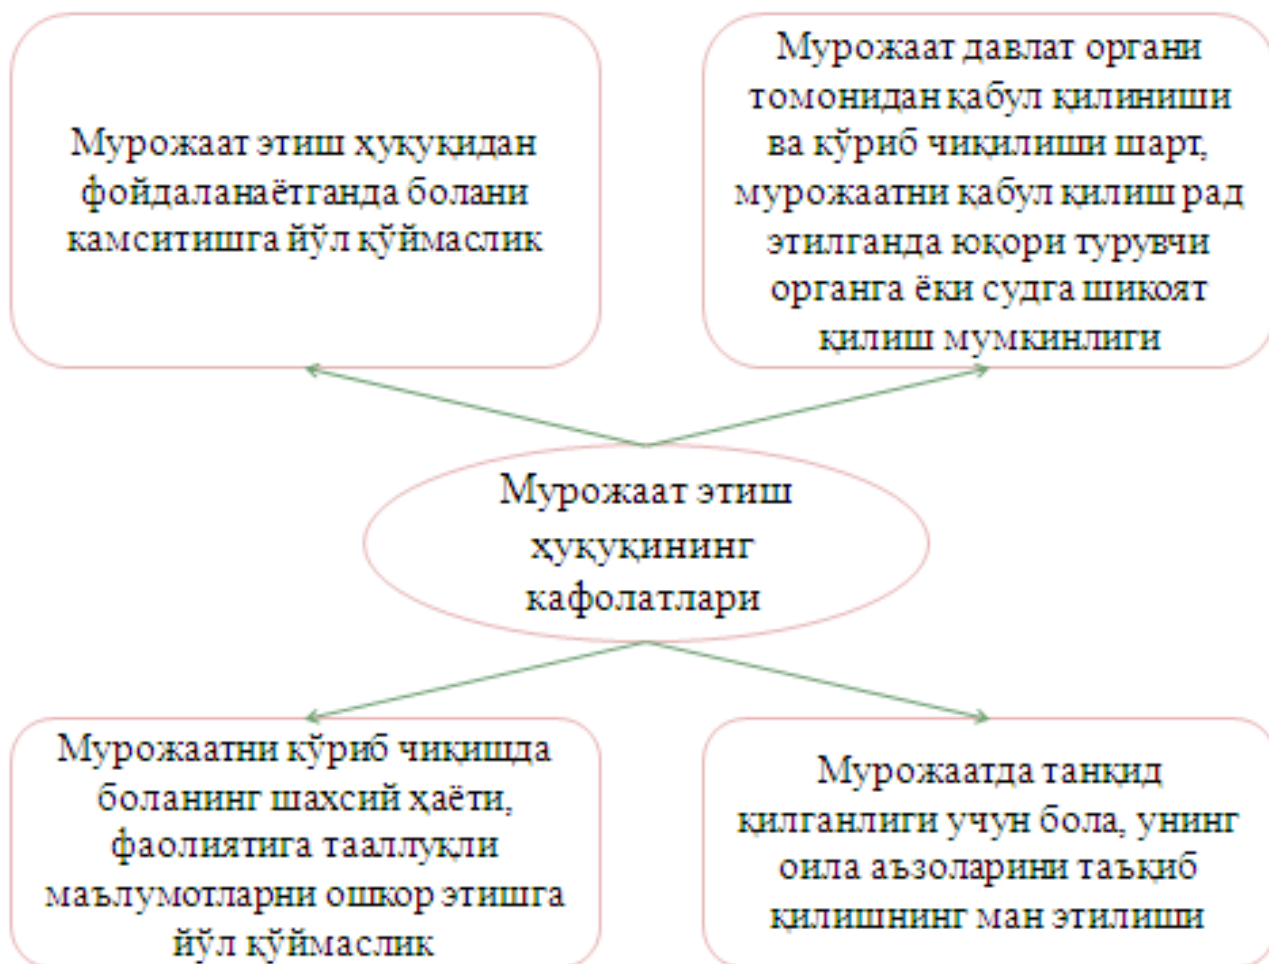 Мурожаат этиш ҳуқуқидан
фойдаланаётганда болани
камситишга йўл қўймаслик
Мурожаат давлат органи
томонидан қабул қилиниши
ва кўриб чиқилиши шарт,
мурожаатни қабул қилиш рад
этилганда юқори турувчи
органга ёки судга шикоят
қилиш мумкинлиги
Мурожаат этиш
ҳуқуқининг
кафолатлари
Мурожаатни кўриб чиқишда
боланинг шахсий ҳаёти,
фаолиятига тааллуқли
маълумотларни ошкор этишга
йўл қўймаслик
Мурожаатда танқид
қилганлиги учун бола, унинг
оила аъзоларини таъқиб
қилишнинг ман этилиши